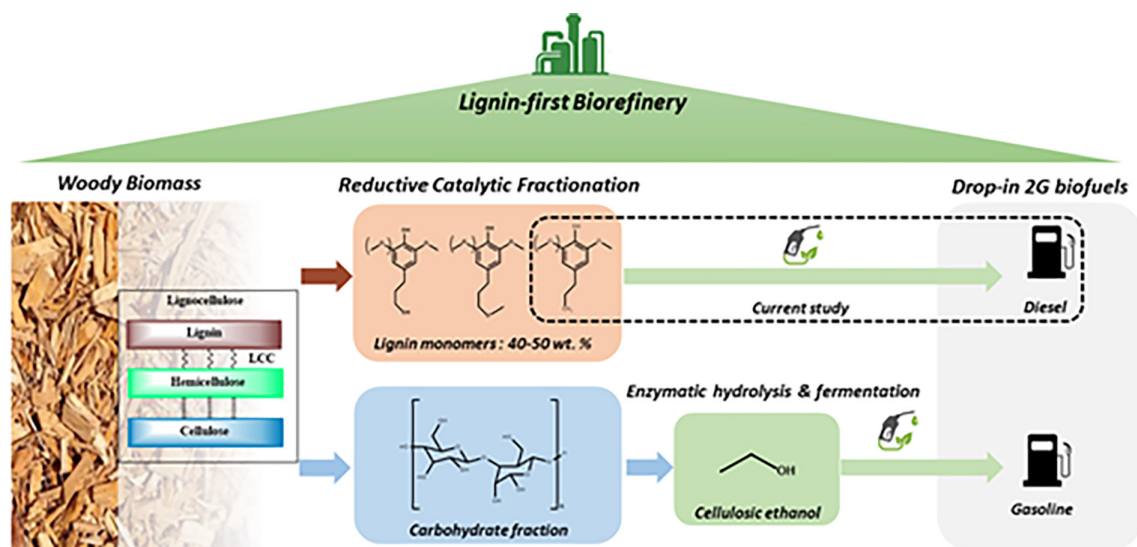 Lignin-first Biorefinery
Woody Biomass
Reductive Catalytic Fractionation
Drop-in 2G biofuels
Lignocellulose
Lignin
LCC
Hemicellulose
Cellulose
Lignin monomers : 40-50 wt. %
Current study
Diesel
Enzymatic hydrolysis & fermentation
Carbohydrate fraction
OH
Cellulosic ethanol
Gasoline